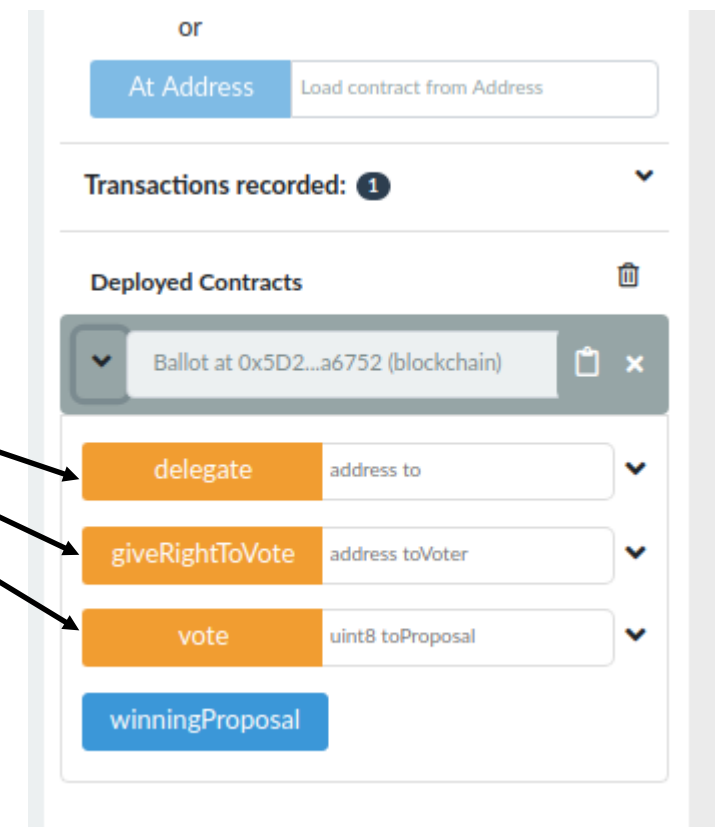 or
At Address Load contract from Address
Transactions recorded: 1
Deployed Contracts
Ballot at 0x5D2...a6752 (blockchain)
delegate address to
giveRightToVote address toVoter
vote uint8 toProposal
winningProposal